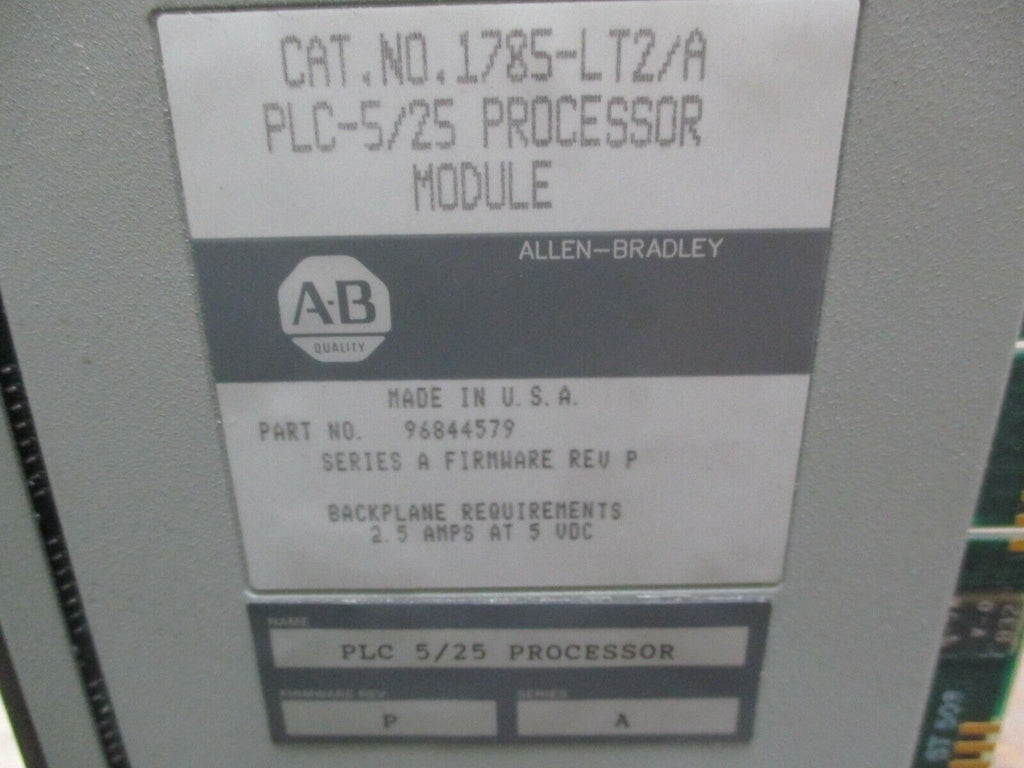 CAT.NO.1785-LT2/A
PLC-5/25 PROCESSOR
MODULE
ALLEN-BRADLEY
A-B
QUALITY
MADE IN U.S.A.
PART NO. 96844579
SERIES A FIRMWARE REV P
BACKPLANE REQUIREMENTS
2.5 AMPS AT 5 VDC
NAME
PLC 5/25 PROCESSOR
FIRMWARE REV SERIES
P A